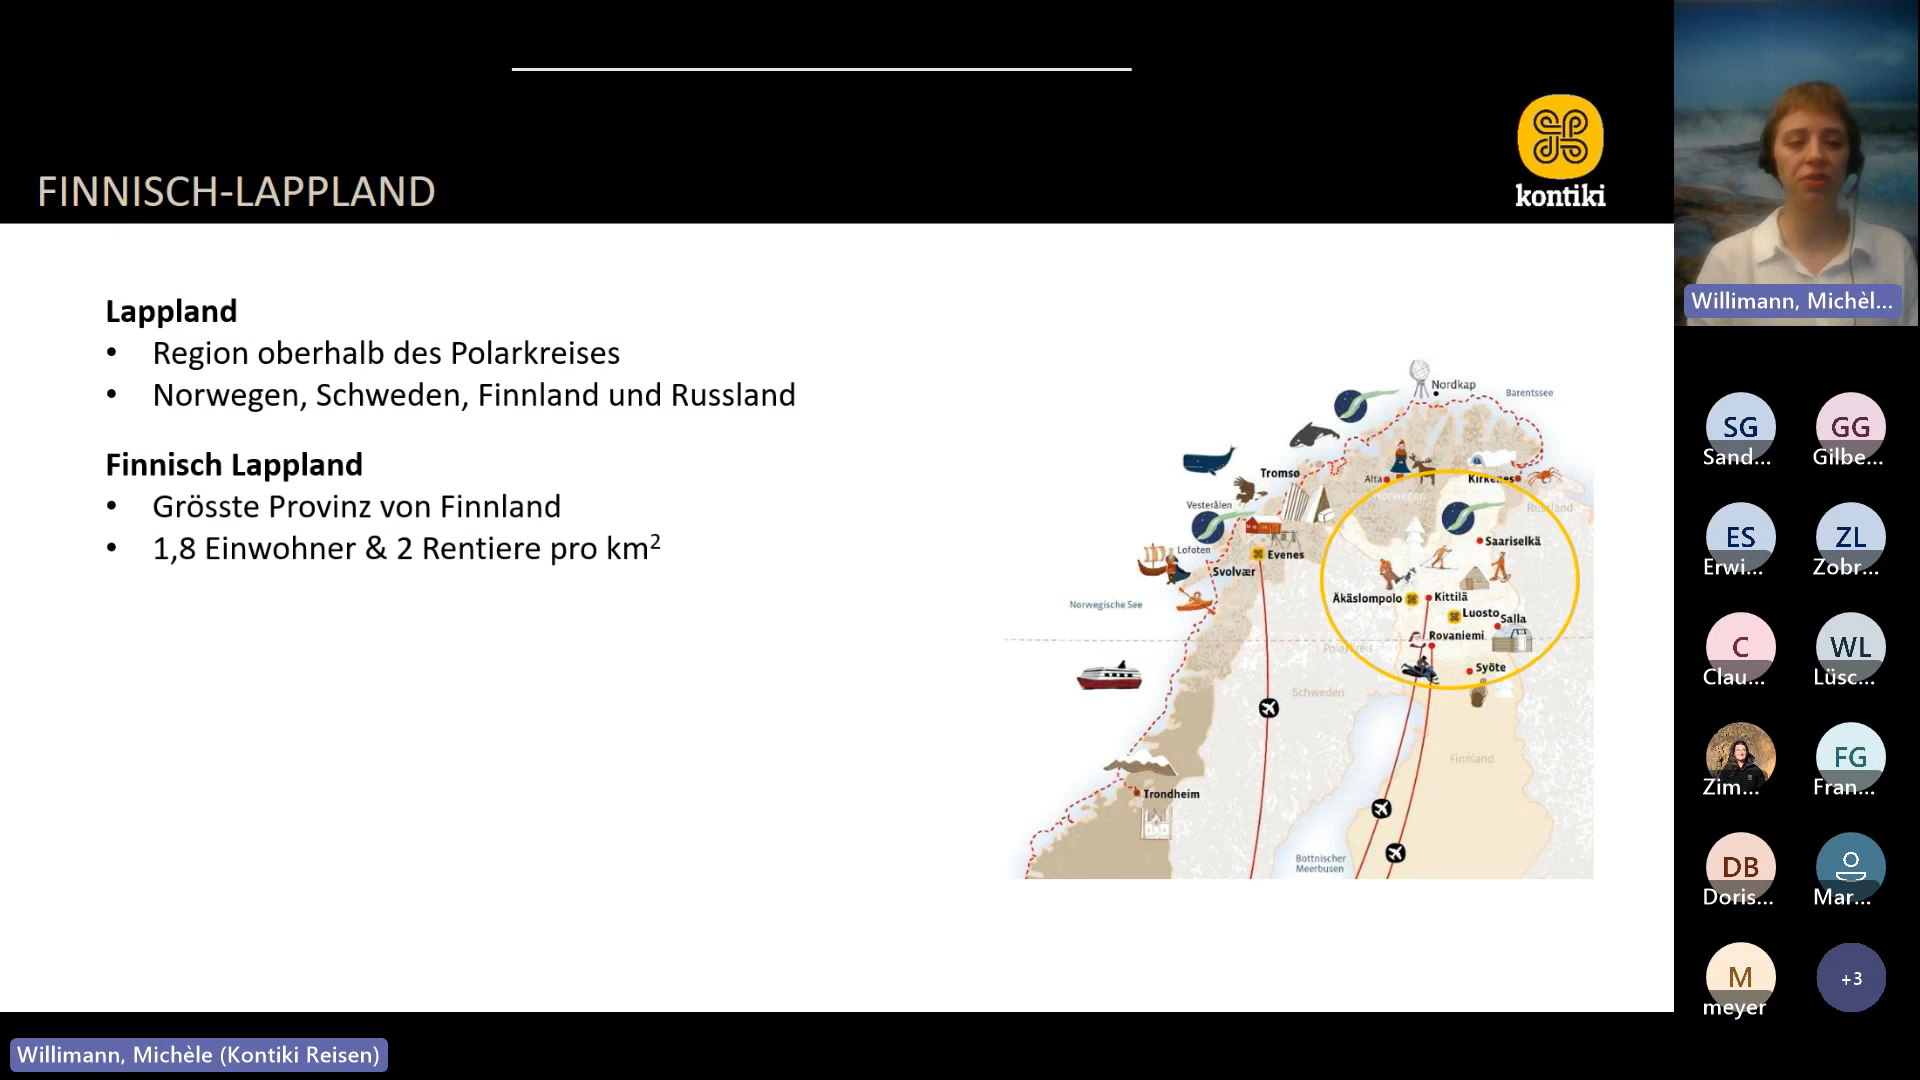 kontiki
FINNISCH-LAPPLAND
Lappland
• Region oberhalb des Polarkreises
• Norwegen, Schweden, Finnland und Russland
Finnisch Lappland
• Grösste Provinz von Finnland
• 1,8 Einwohner & 2 Rentiere pro km²
Nordkap
Barentssee
Tromsø
Alta
Kirkenes
Norwegen
Russland
Vesterålen
Saariselkä
Lofoten
Evenes
Svolvær
Äkäslompolo
Kittilä
Norwegische See
Luosto
Salla
Rovaniemi
Polarkreis
Syöte
Schweden
Finnland
Trondheim
Bottnischer
Meerbusen
Willimann, Michèl...
SG
GG
Sand...
Gilbe...
ES
ZL
Erwi...
Zobr...
C
WL
Clau...
Lüsc...
FG
Zim...
Fran...
DB
Doris...
Mar...
M
+3
meyer
Willimann, Michèle (Kontiki Reisen)